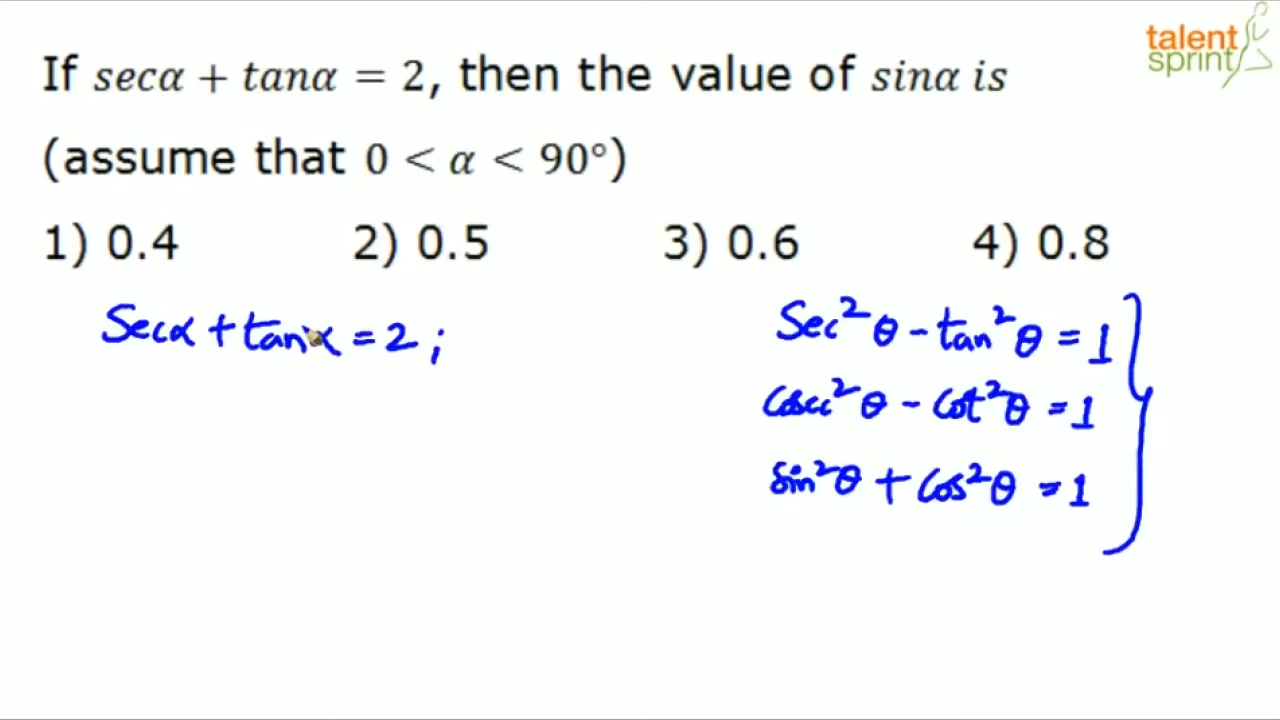 talent
sprint
If secα + tanα = 2, then the value of sinα is
(assume that 0 < α < 90°)
1) 0.4 2) 0.5 3) 0.6 4) 0.8
Secα + tanα = 2 ;
Sec²θ - tan²θ = 1
Cosec²θ - Cot²θ = 1
Sin²θ + Cos²θ = 1